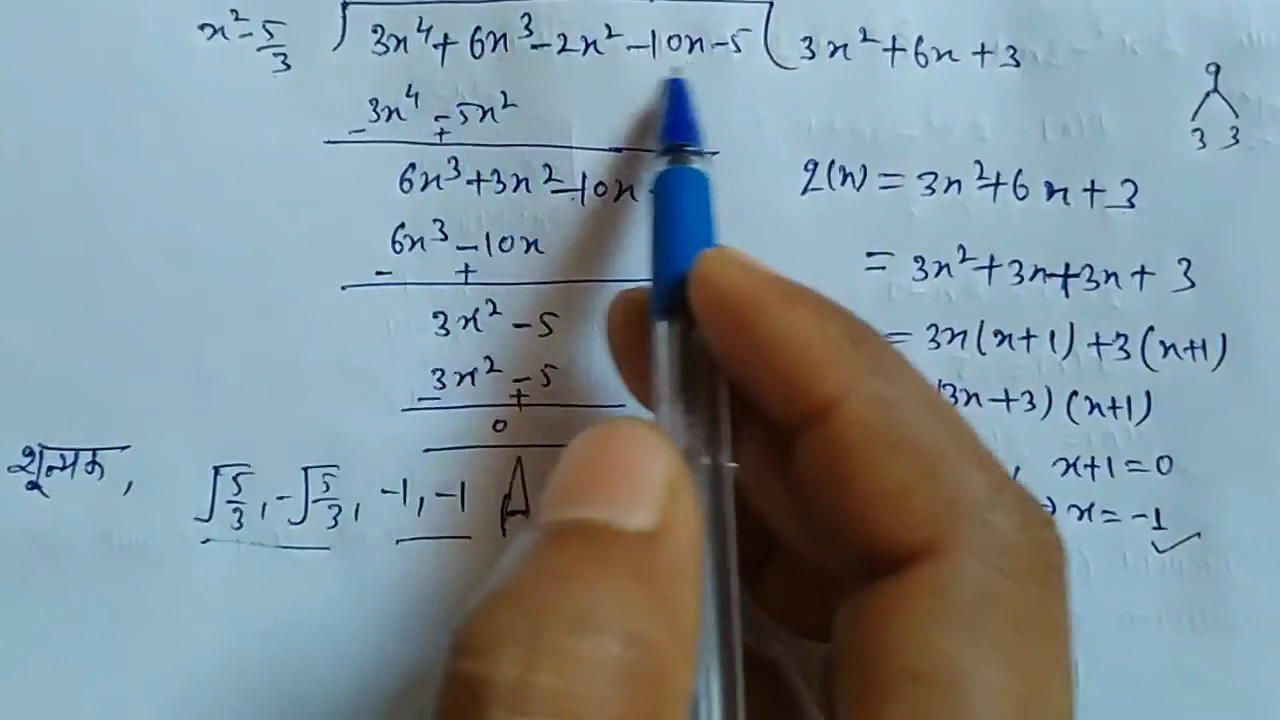 x² - 5/3 ) 3x⁴ + 6x³ - 2x² - 10x - 5 ( 3x² + 6x + 3
3x⁴ - 5x²
- +
6x³ + 3x² - 10x
6x³ - 10x
- +
3x² - 5
3x² - 5
- +
0
शून्यक, √5/3, -√5/3, -1, -1 A
9
3 3
q(x) = 3x² + 6x + 3
= 3x² + 3x + 3x + 3
= 3x(x+1) + 3(x+1)
(3x+3)(x+1)
, x+1 = 0
x = -1